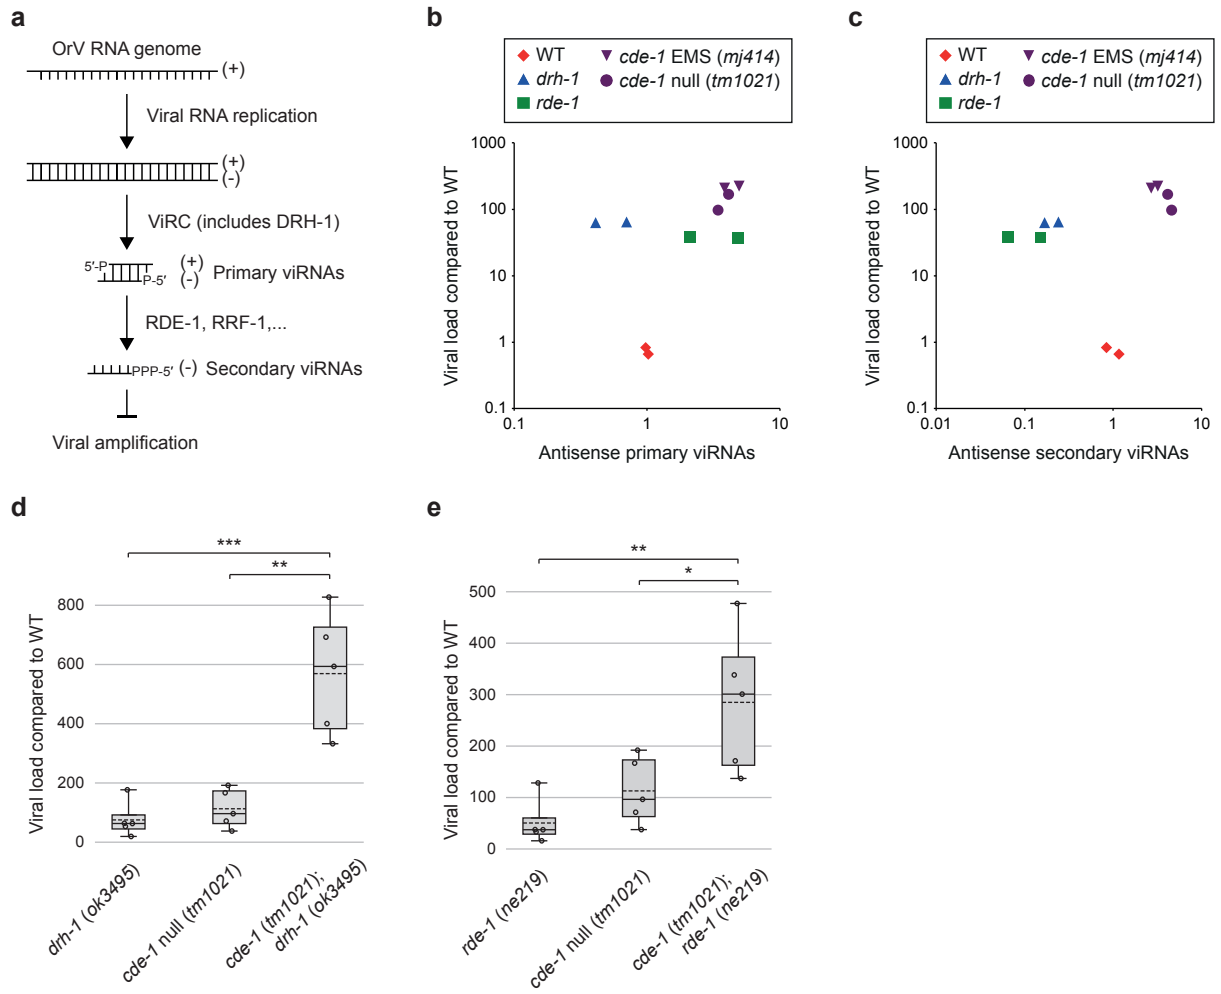 a
OrV RNA genome
(+)
Viral RNA replication
(+)
(-)
ViRC (includes DRH-1)
5′-P
(+)
P-5′
(-)
Primary viRNAs
RDE-1, RRF-1,...
PPP-5′ (-) Secondary viRNAs
Viral amplification
b
WT
cde-1 EMS (mj414)
drh-1
cde-1 null (tm1021)
rde-1
Viral load compared to WT
1000
100
10
1
0.1
0.1
1
10
Antisense primary viRNAs
c
WT
cde-1 EMS (mj414)
drh-1
cde-1 null (tm1021)
rde-1
Viral load compared to WT
1000
100
10
1
0.1
0.01
0.1
1
10
Antisense secondary viRNAs
d
***
**
Viral load compared to WT
800
600
400
200
0
drh-1 (ok3495)
cde-1 null (tm1021)
cde-1 (tm1021);
drh-1 (ok3495)
e
**
*
Viral load compared to WT
500
400
300
200
100
0
rde-1 (ne219)
cde-1 null (tm1021)
cde-1 (tm1021);
rde-1 (ne219)